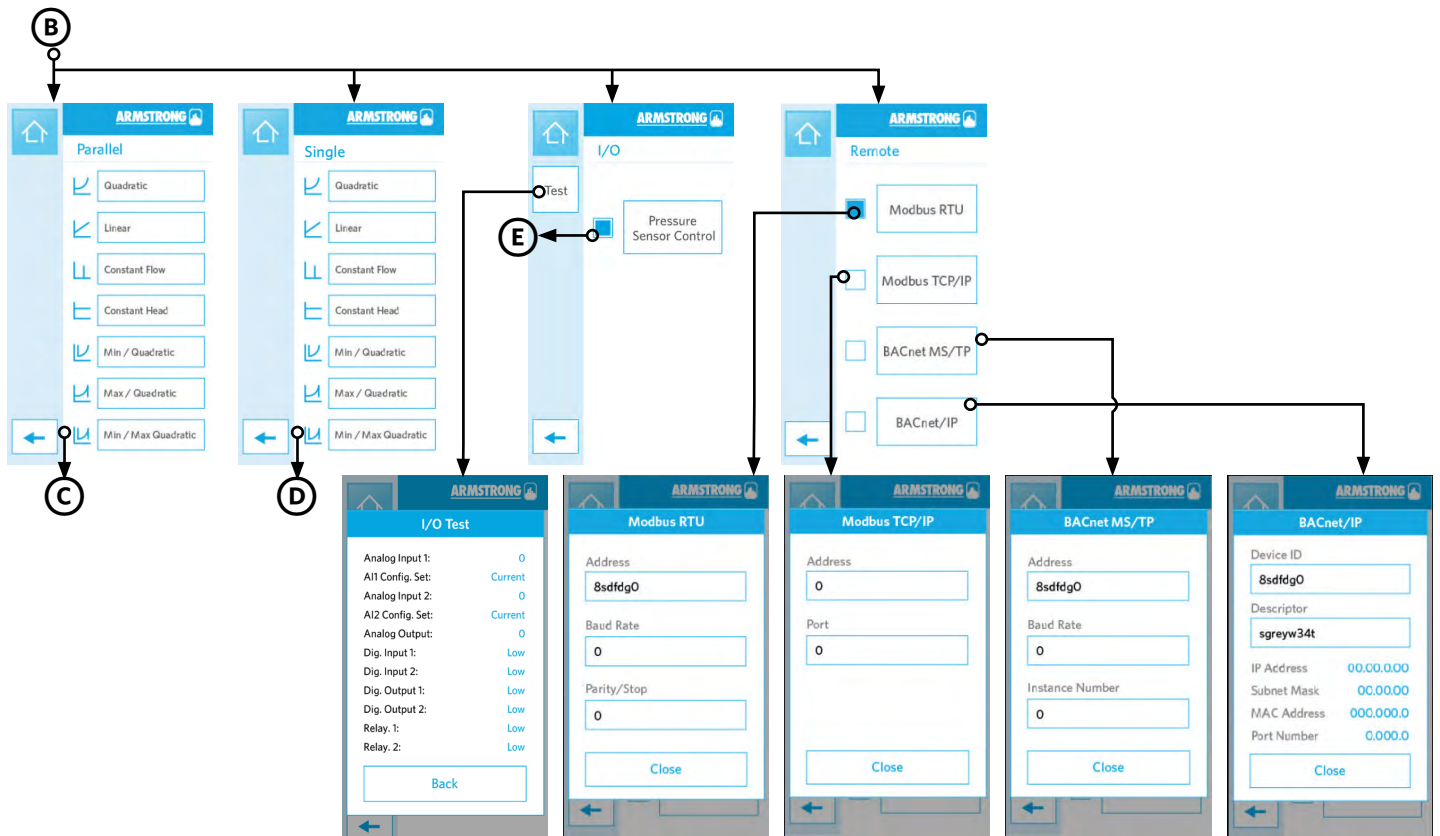 B
ARMSTRONG
Parallel
Quadratic
Linear
Constant Flow
Constant Head
Min / Quadratic
Max / Quadratic
Min / Max Quadratic
C
ARMSTRONG
Single
Quadratic
Linear
Constant Flow
Constant Head
Min / Quadratic
Max / Quadratic
Min / Max Quadratic
D
ARMSTRONG
I/O
Test
E
Pressure
Sensor Control
ARMSTRONG
Remote
Modbus RTU
Modbus TCP/IP
BACnet MS/TP
BACnet/IP
ARMSTRONG
I/O Test
Analog Input 1: 0
AI1 Config. Set: Current
Analog Input 2: 0
AI2 Config. Set: Current
Analog Output: 0
Dig. Input 1: Low
Dig. Input 2: Low
Dig. Output 1: Low
Dig. Output 2: Low
Relay. 1: Low
Relay. 2: Low
Back
ARMSTRONG
Modbus RTU
Address
8sdfdg0
Baud Rate
0
Parity/Stop
0
Close
ARMSTRONG
Modbus TCP/IP
Address
0
Port
0
Close
ARMSTRONG
BACnet MS/TP
Address
8sdfdg0
Baud Rate
0
Instance Number
0
Close
ARMSTRONG
BACnet/IP
Device ID
8sdfdg0
Descriptor
sgreyw34t
IP Address 00.00.0.00
Subnet Mask 00.00.00
MAC Address 000.000.0
Port Number 0.000.0
Close